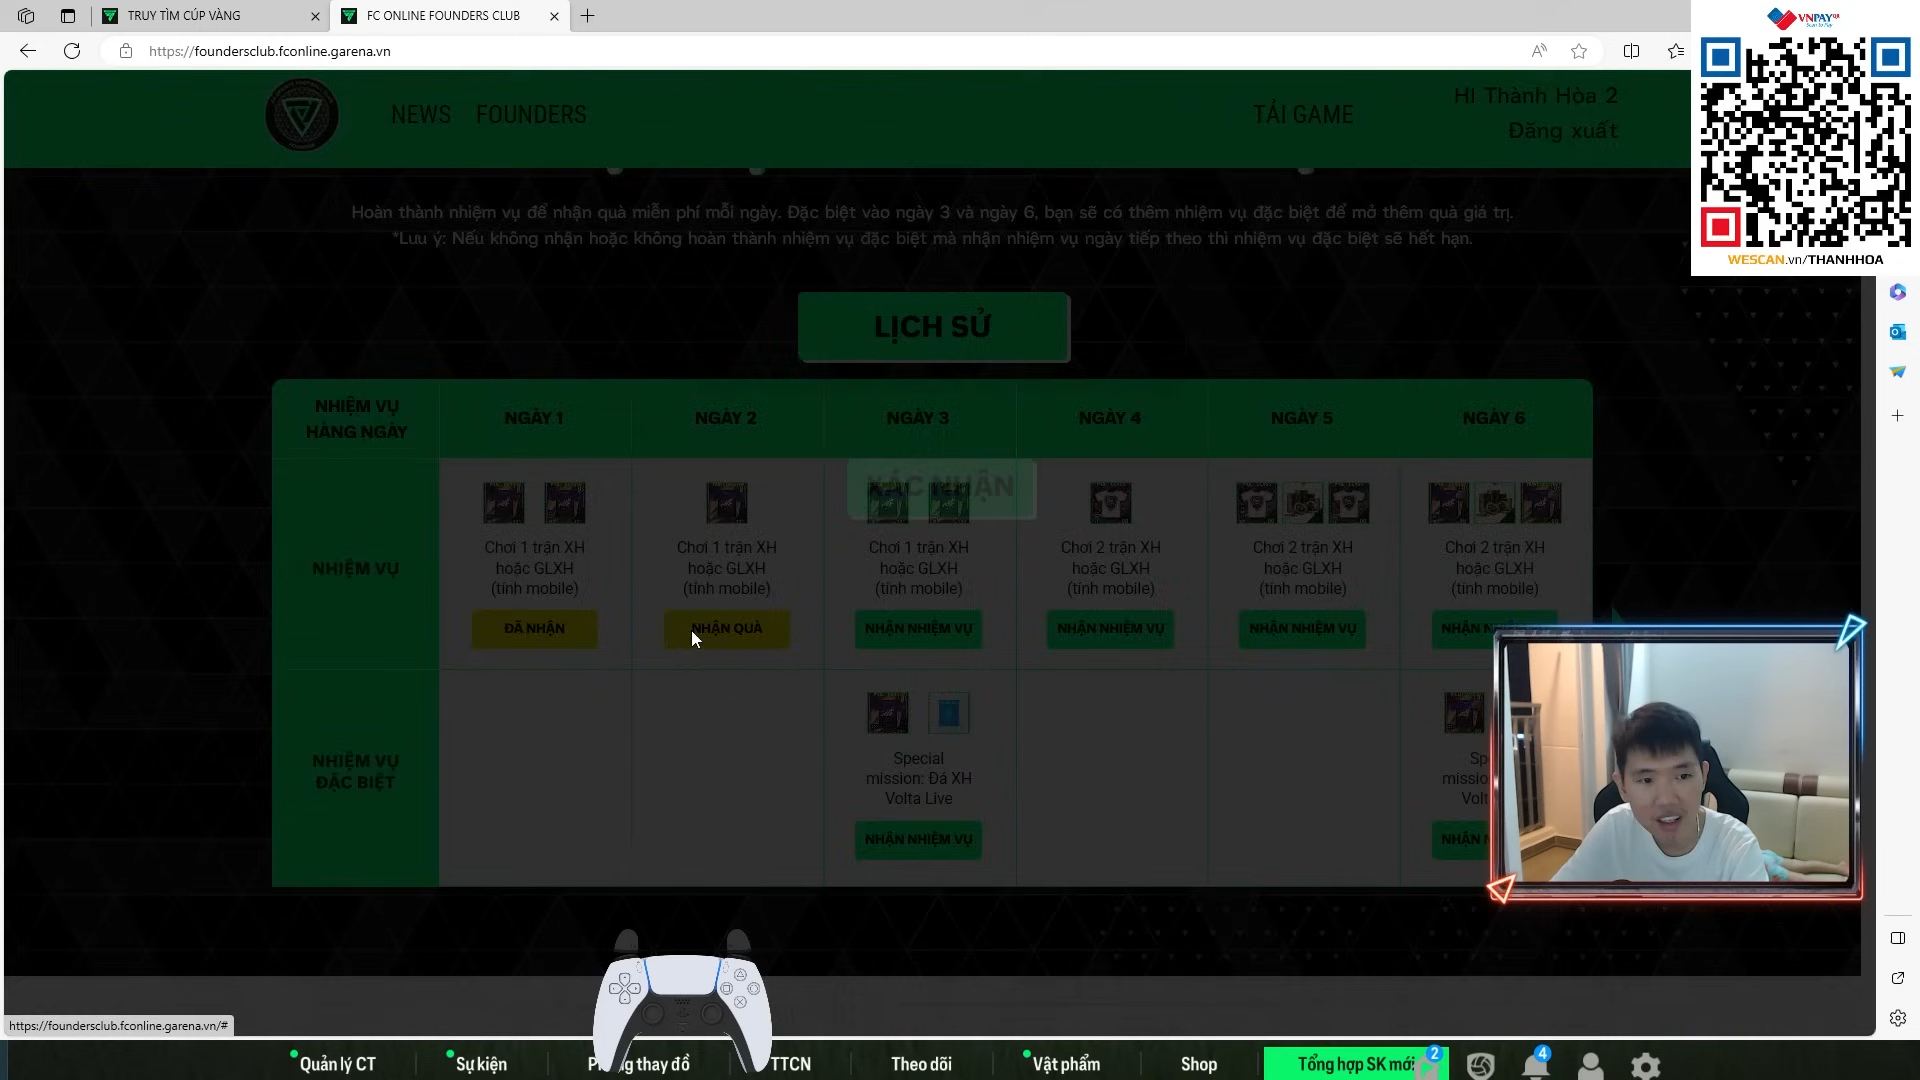 TRUY TÌM CÚP VÀNG
FC ONLINE FOUNDERS CLUB
https://foundersclub.fconline.garena.vn
VNPAY QR
Scan to Pay
NEWS
FOUNDERS
TẢI GAME
HI Thành Hòa 2
Đăng xuất
WESCAN.vn/THANHHOA
Hoàn thành nhiệm vụ để nhận quà miễn phí mỗi ngày. Đặc biệt vào ngày 3 và ngày 6, bạn sẽ có thêm nhiệm vụ đặc biệt để mở thêm quà giá trị.
*Lưu ý: Nếu không nhận hoặc không hoàn thành nhiệm vụ đặc biệt mà nhận nhiệm vụ ngày tiếp theo thì nhiệm vụ đặc biệt sẽ hết hạn.
LỊCH SỬ
NHIỆM VỤ
HÀNG NGÀY
NGÀY 1
NGÀY 2
NGÀY 3
NGÀY 4
NGÀY 5
NGÀY 6
XÁC NHẬN
NHIỆM VỤ
Chơi 1 trận XH
hoặc GLXH
(tính mobile)
ĐÃ NHẬN
Chơi 1 trận XH
hoặc GLXH
(tính mobile)
NHẬN QUÀ
Chơi 1 trận XH
hoặc GLXH
(tính mobile)
NHẬN NHIỆM VỤ
Chơi 2 trận XH
hoặc GLXH
(tính mobile)
NHẬN NHIỆM VỤ
Chơi 2 trận XH
hoặc GLXH
(tính mobile)
NHẬN NHIỆM VỤ
Chơi 2 trận XH
hoặc GLXH
(tính mobile)
NHẬN
NHIỆM VỤ
ĐẶC BIỆT
Special
mission: Đá XH
Volta Live
NHẬN NHIỆM VỤ
NHẬN
https://foundersclub.fconline.garena.vn/#
Quản lý CT
Sự kiện
thay đồ
TTCN
Theo dõi
Vật phẩm
Shop
Tổng hợp SK mới
2
4